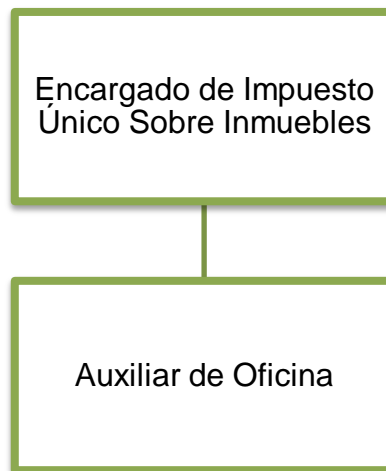 Encargado de Impuesto
Único Sobre Inmuebles
Auxiliar de Oficina